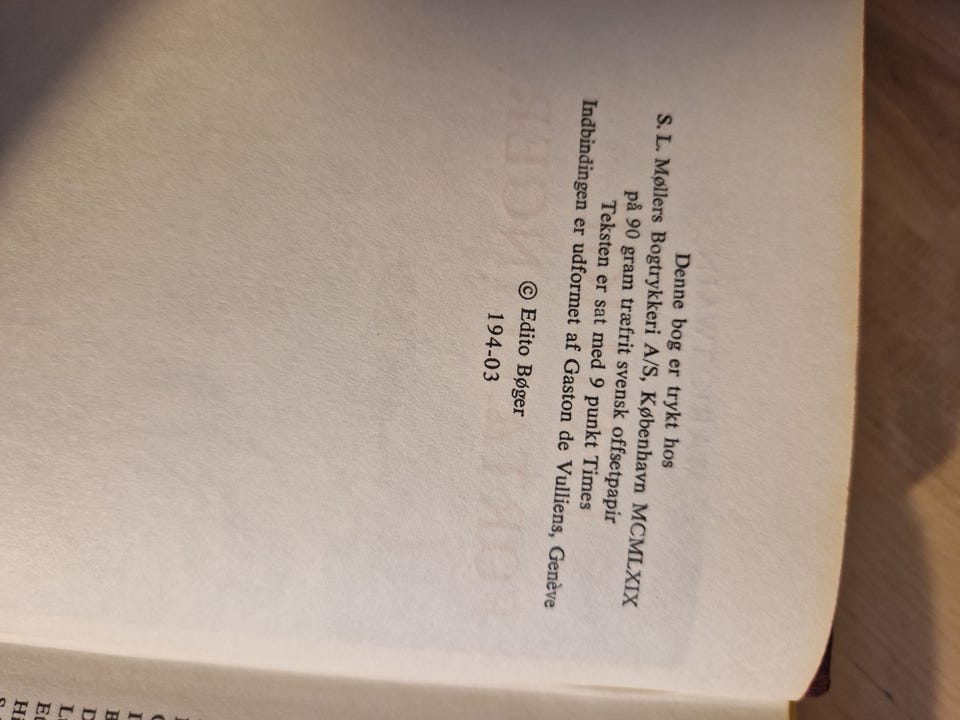 Denne bog er trykt hos
S. L. Møllers Bogtrykkeri A/S, København MCMLXIX
på 90 gram træfrit svensk offsetpapir
Teksten er sat med 9 punkt Times
Indbindingen er udformet af Gaston de Vulliens, Genève
© Edito Bøger
194-03